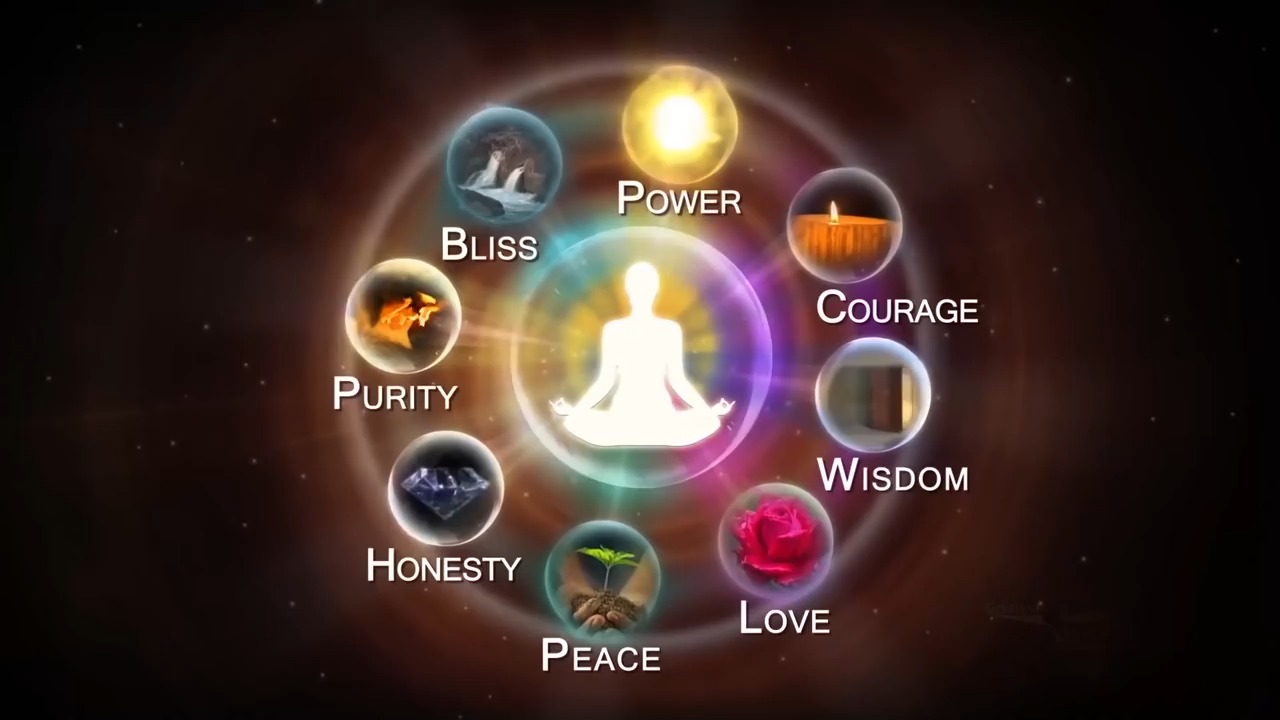 POWER
BLISS
COURAGE
PURITY
WISDOM
HONESTY
LOVE
PEACE